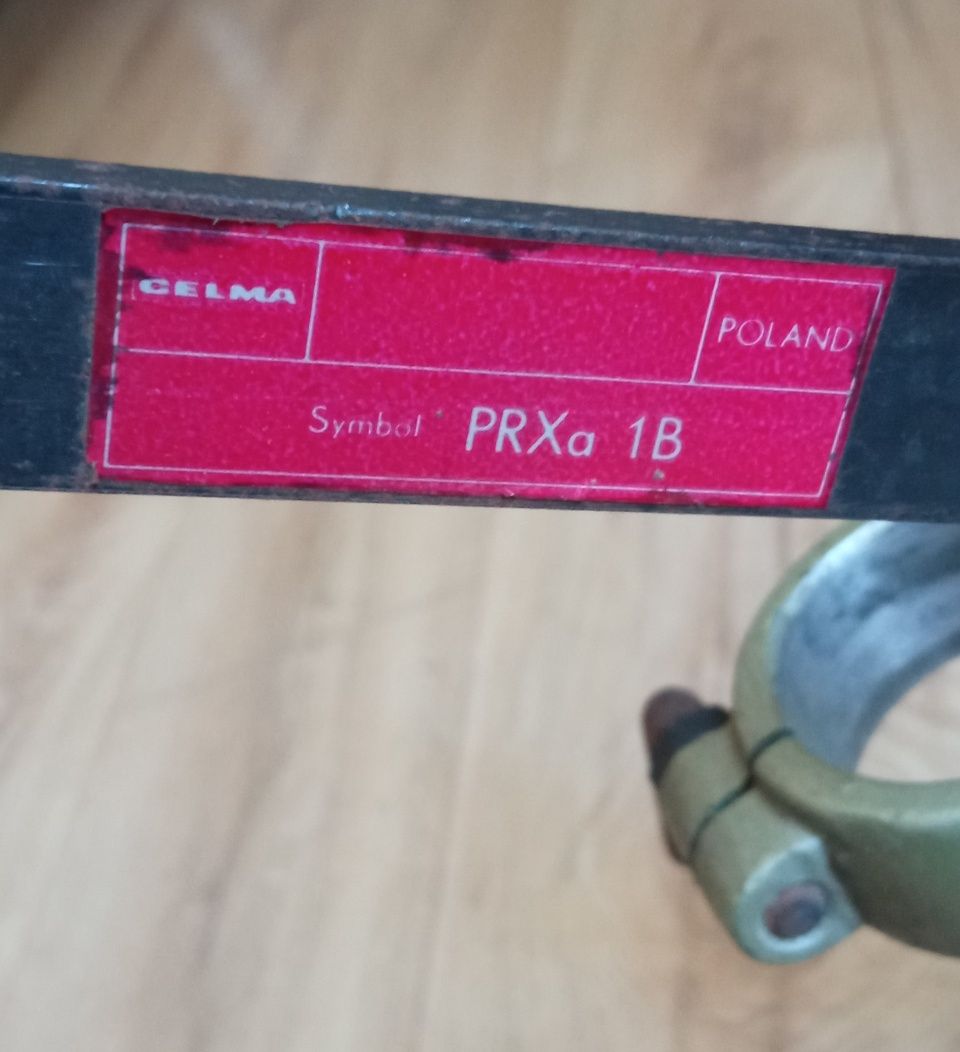 CELMA
POLAND
Symbol PRXa 1B